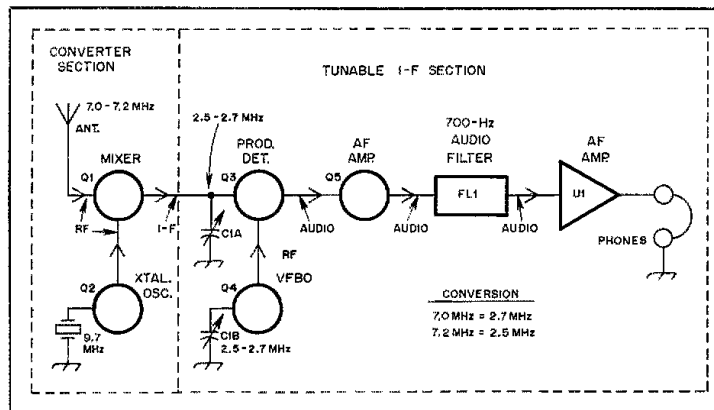 CONVERTER
SECTION
TUNABLE I-F SECTION
7.0-7.2 MHz
ANT.
2.5-2.7 MHz
700-Hz
AUDIO
FILTER
MIXER
PROD.
DET.
AF
AMP.
AF
AMP.
Q1
Q3
Q5
FL1
U1
RF
I-F
C1A
AUDIO
AUDIO
AUDIO
PHONES
RF
XTAL.
OSC.
VFBO
Q2
Q4
9.7
MHz
C1B
2.5-2.7 MHz
CONVERSION
7.0 MHz = 2.7 MHz
7.2 MHz = 2.5 MHz